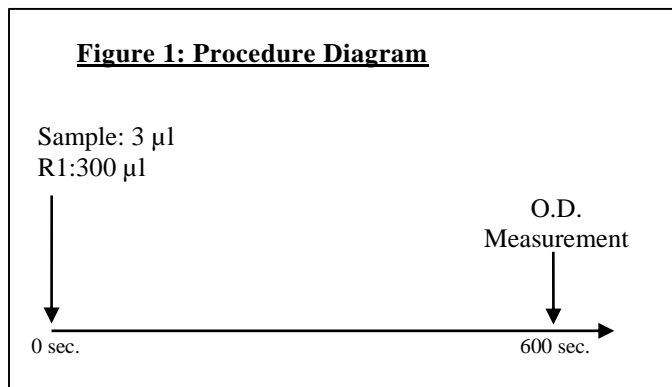 Figure 1: Procedure Diagram
Sample: 3 µl
R1:300 µl
O.D.
Measurement
0 sec.
600 sec.